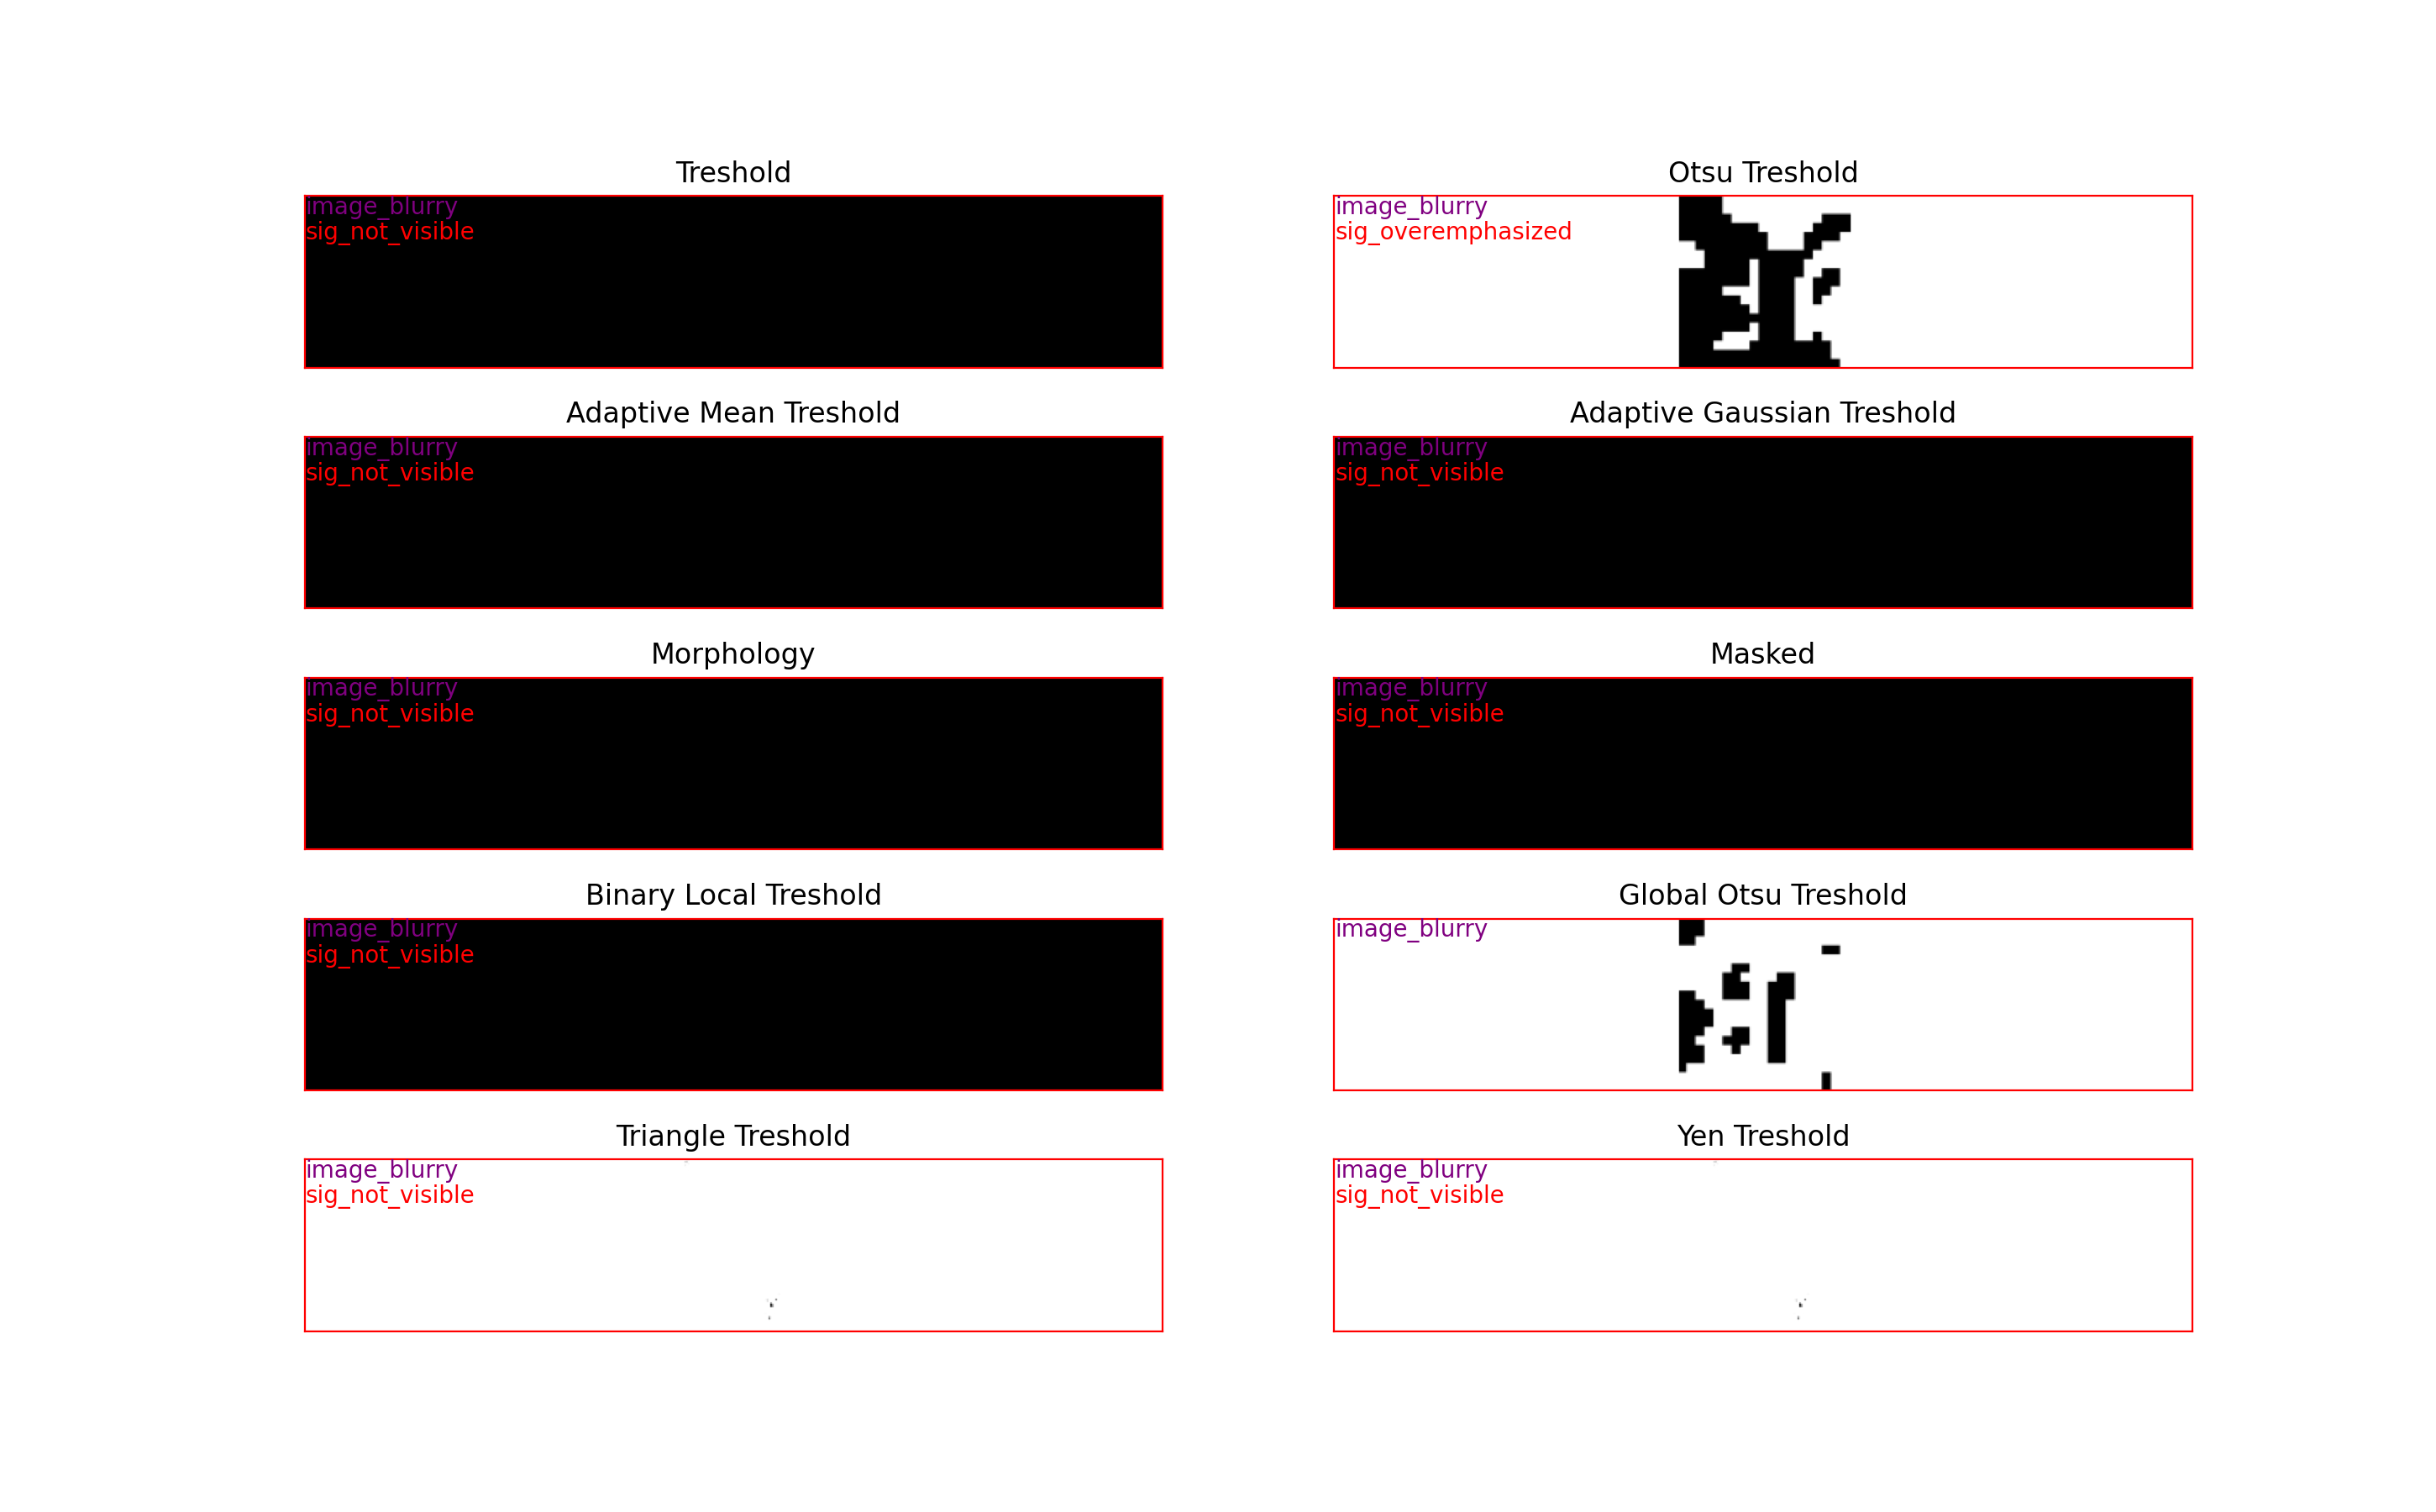 Treshold
image_blurry
sig_not_visible
Otsu Treshold
image_blurry
sig_overemphasized
Adaptive Mean Treshold
image_blurry
sig_not_visible
Adaptive Gaussian Treshold
image_blurry
sig_not_visible
Morphology
image_blurry
sig_not_visible
Masked
image_blurry
sig_not_visible
Binary Local Treshold
image_blurry
sig_not_visible
Global Otsu Treshold
image_blurry
Triangle Treshold
image_blurry
sig_not_visible
Yen Treshold
image_blurry
sig_not_visible